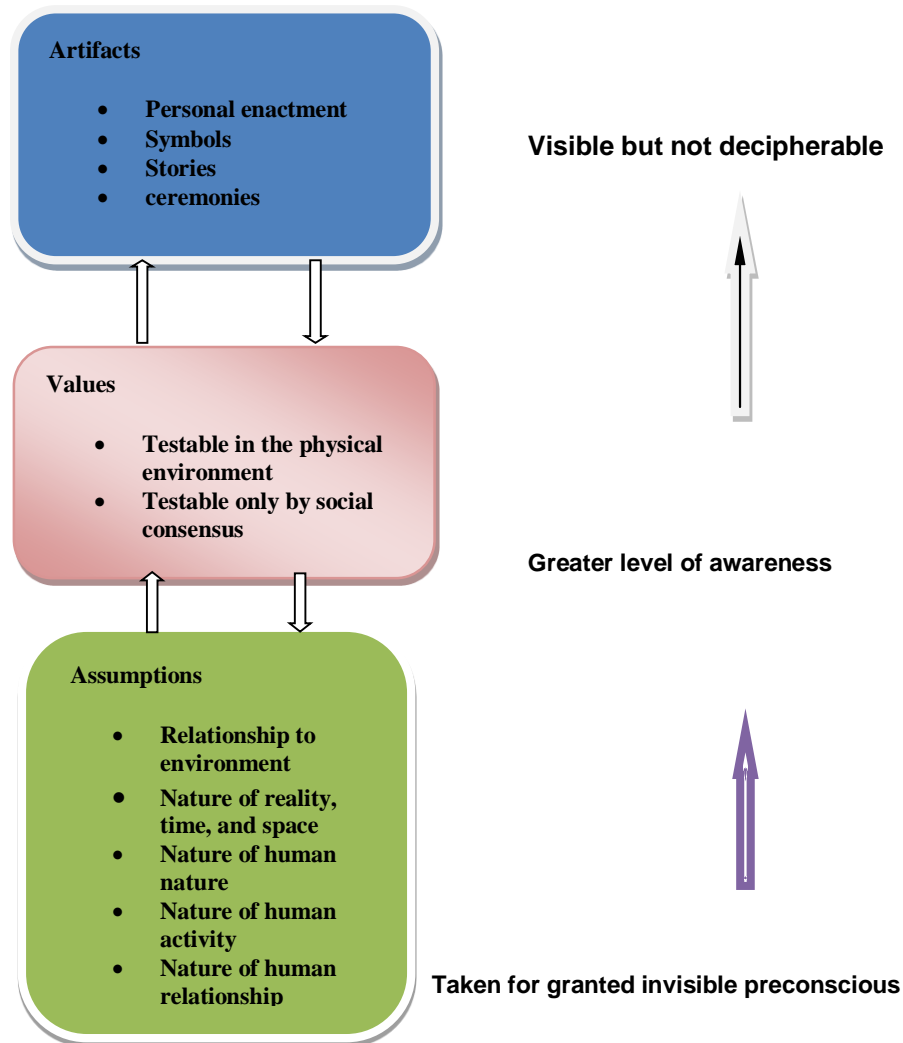 Artifacts
• Personal enactment
• Symbols
• Stories
• ceremonies
Visible but not decipherable
Values
• Testable in the physical
environment
• Testable only by social
consensus
Greater level of awareness
Assumptions
• Relationship to
environment
• Nature of reality,
time, and space
• Nature of human
nature
• Nature of human
activity
• Nature of human
relationship
Taken for granted invisible preconscious